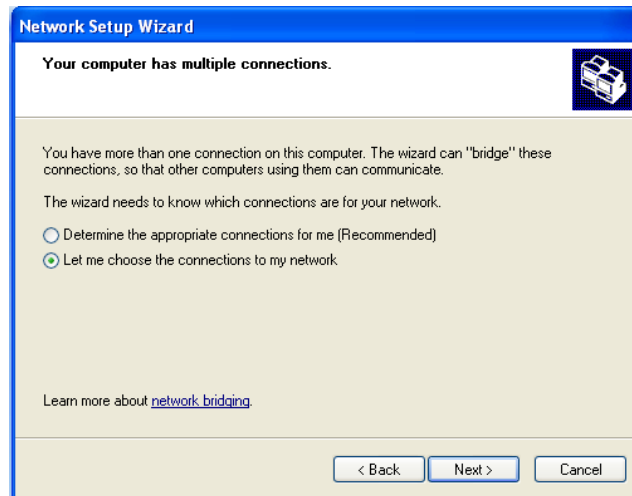 Network Setup Wizard
Your computer has multiple connections.
You have more than one connection on this computer. The wizard can "bridge" these
connections, so that other computers using them can communicate.
The wizard needs to know which connections are for your network.
Determine the appropriate connections for me (Recommended)
Let me choose the connections to my network
Learn more about network bridging.
< Back
Next >
Cancel